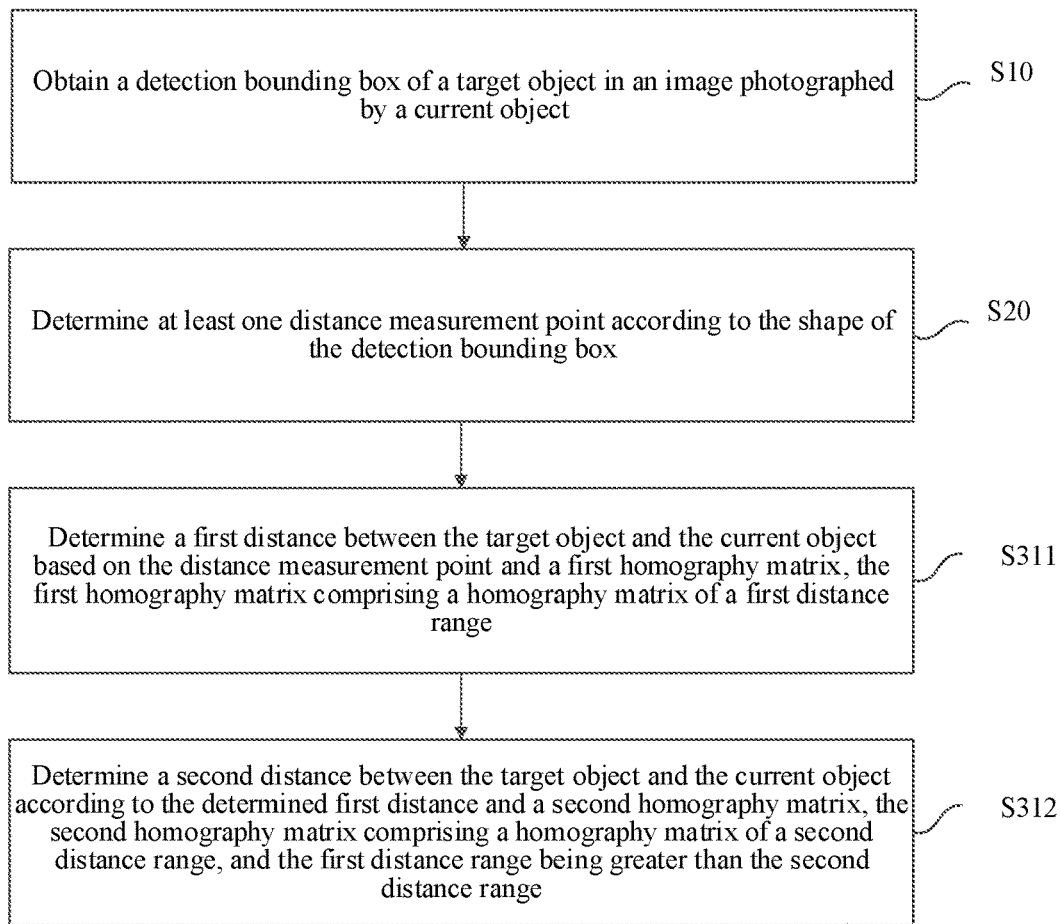 Obtain a detection bounding box of a target object in an image photographed
by a current object
S10
Determine at least one distance measurement point according to the shape of
the detection bounding box
S20
Determine a first distance between the target object and the current object
based on the distance measurement point and a first homography matrix, the
first homography matrix comprising a homography matrix of a first distance
range
S311
Determine a second distance between the target object and the current object
according to the determined first distance and a second homography matrix, the
second homography matrix comprising a homography matrix of a second
distance range, and the first distance range being greater than the second
distance range
S312